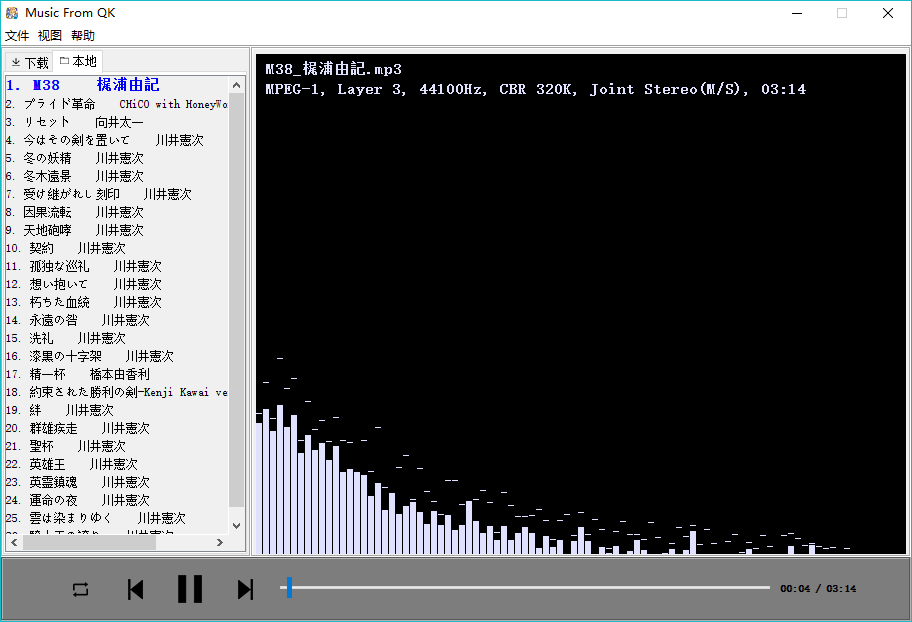 Music From QK
文件 视图 帮助
下载 本地
1. M38 梶浦由記
2. プライド革命 CHiCO with HoneyWo
3. リセット 向井太一
4. 今はその剣を置いて 川井憲次
5. 冬の妖精 川井憲次
6. 冬木遠景 川井憲次
7. 受け継がれし刻印 川井憲次
8. 因果流転 川井憲次
9. 天地砲哮 川井憲次
10. 契約 川井憲次
11. 孤独な巡礼 川井憲次
12. 想い抱いて 川井憲次
13. 朽ちた血統 川井憲次
14. 永遠の咎 川井憲次
15. 洗礼 川井憲次
16. 漆黒の十字架 川井憲次
17. 精一杯 橋本由香利
18. 約束された勝利の剣-Kenji Kawai ve
19. 絆 川井憲次
20. 群雄疾走 川井憲次
21. 聖杯 川井憲次
22. 英雄王 川井憲次
23. 英霊鎮魂 川井憲次
24. 運命の夜 川井憲次
25. 雲は染まりゆく 川井憲次
M38_梶浦由記.mp3
MPEG-1, Layer 3, 44100Hz, CBR 320K, Joint Stereo(M/S), 03:14
00:04 / 03:14